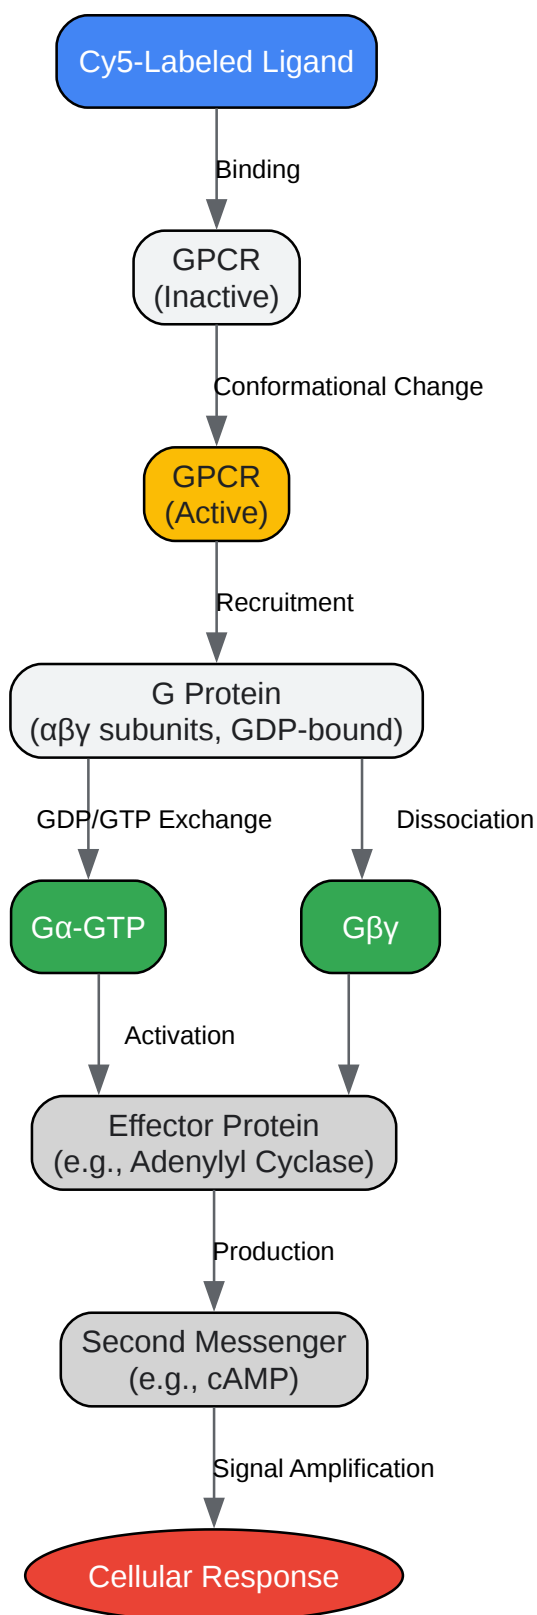 Cy5-Labeled Ligand
Binding
GPCR
(Inactive)
Conformational Change
GPCR
(Active)
Recruitment
G Protein
(αβγ subunits, GDP-bound)
GDP/GTP Exchange
Dissociation
Gα-GTP
Gβγ
Activation
Effector Protein
(e.g., Adenylyl Cyclase)
Production
Second Messenger
(e.g., cAMP)
Signal Amplification
Cellular Response